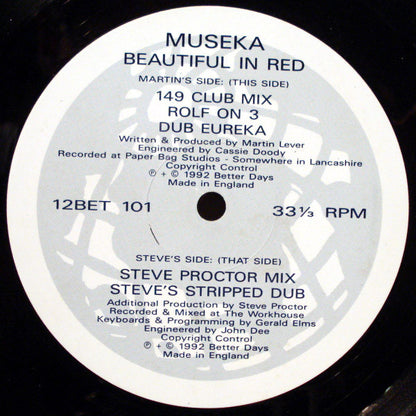 MUSEKA
BEAUTIFUL IN RED
MARTIN'S SIDE: (THIS SIDE)
149 CLUB MIX
ROLF ON 3
DUB EUREKA
Written & Produced by Martin Lever
Engineered by Cassie Doody
Recorded at Paper Bag Studios - Somewhere in Lancashire
Copyright Control
℗ + © 1992 Better Days
Made in England
12BET 101 33⅓ RPM
STEVE'S SIDE: (THAT SIDE)
STEVE PROCTOR MIX
STEVE'S STRIPPED DUB
Additional Production by Steve Proctor
Recorded & Mixed at The Workhouse
Keyboards & Programming by Gerald Elms
Engineered by John Dee
Copyright Control
℗ + © 1992 Better Days
Made in England